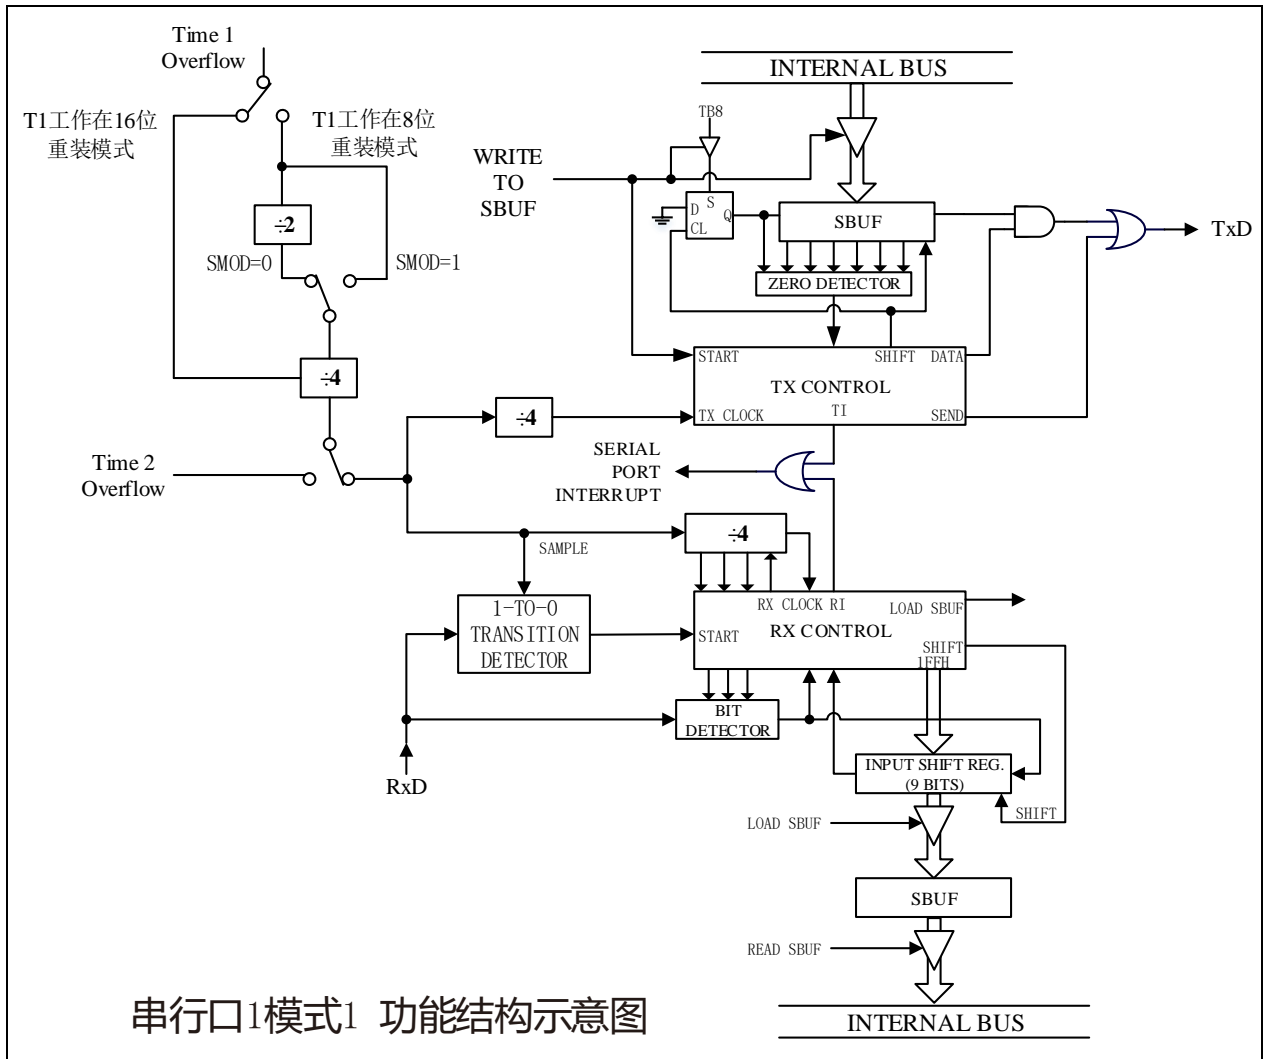 Time 1
Overflow
T1工作在16位
重装模式
T1工作在8位
重装模式
÷2
SMOD=0
SMOD=1
÷4
Time 2
Overflow
INTERNAL BUS
TB8
WRITE
TO
SBUF
S
D
Q
CL
SBUF
ZERO DETECTOR
TxD
START
SHIFT
DATA
TX CONTROL
TX CLOCK
TI
SEND
÷4
SERIAL
PORT
INTERRUPT
÷4
SAMPLE
1-TO-0
TRANSITION
DETECTOR
RX CLOCK
RI
LOAD SBUF
START
RX CONTROL
SHIFT
1FFH
BIT
DETECTOR
RxD
INPUT SHIFT REG.
(9 BITS)
SHIFT
LOAD SBUF
SBUF
READ SBUF
INTERNAL BUS
串行口1模式1 功能结构示意图